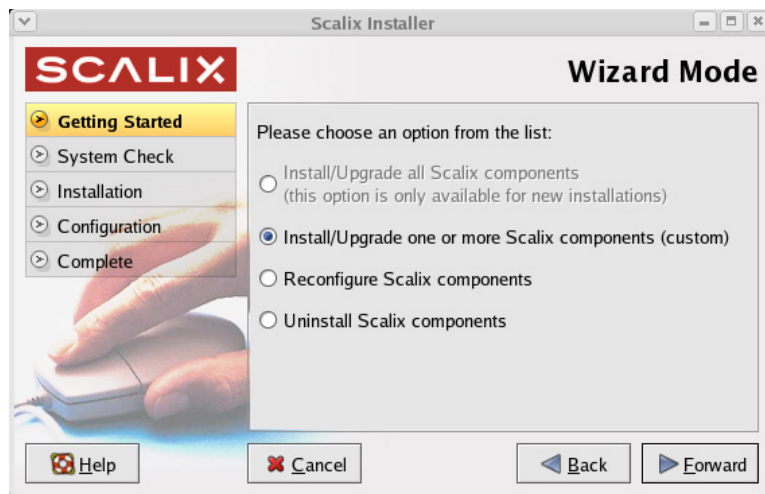 Scalix Installer
SCALIX
Wizard Mode
Getting Started
System Check
Installation
Configuration
Complete
Please choose an option from the list:
Install/Upgrade all Scalix components
(this option is only available for new installations)
Install/Upgrade one or more Scalix components (custom)
Reconfigure Scalix components
Uninstall Scalix components
Help
Cancel
Back
Forward